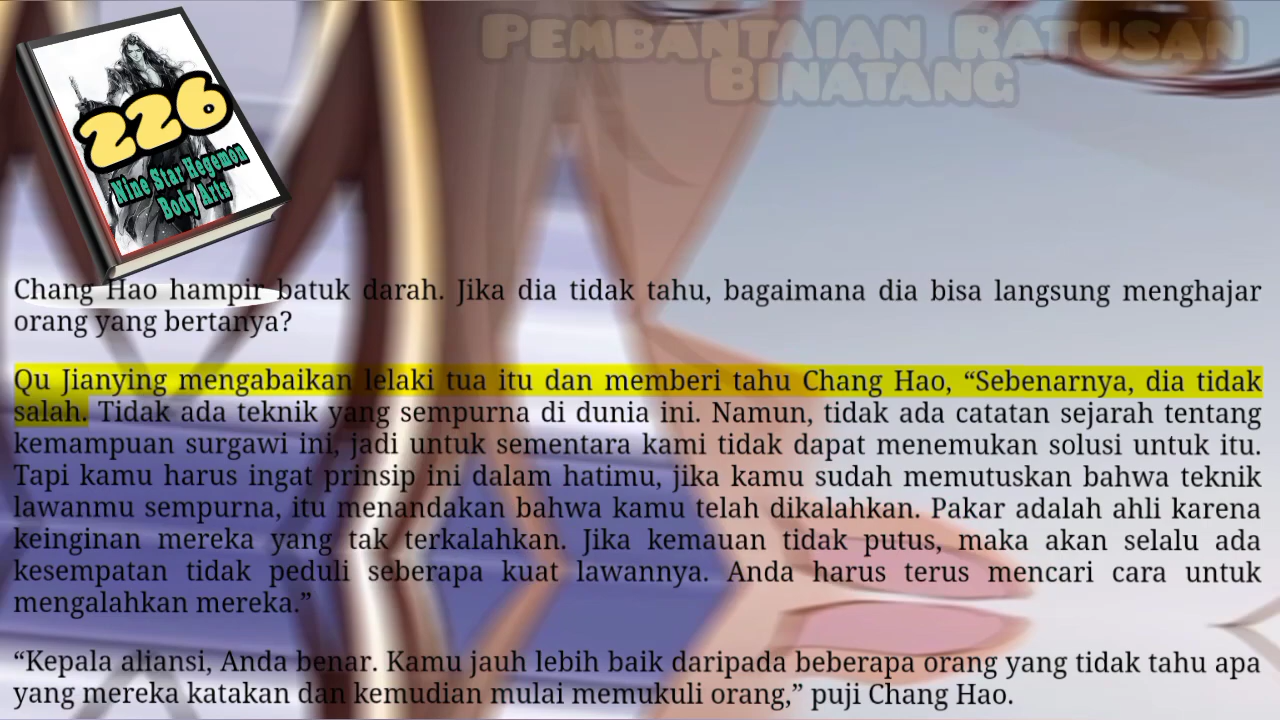 PEMBANTAIAN RATUSAN
BINATANG
226
Nine Star Hegemon
Body Arts
Chang Hao hampir batuk darah. Jika dia tidak tahu, bagaimana dia bisa langsung menghajar
orang yang bertanya?
Qu Jianying mengabaikan lelaki tua itu dan memberi tahu Chang Hao, “Sebenarnya, dia tidak
salah. Tidak ada teknik yang sempurna di dunia ini. Namun, tidak ada catatan sejarah tentang
kemampuan surgawi ini, jadi untuk sementara kami tidak dapat menemukan solusi untuk itu.
Tapi kamu harus ingat prinsip ini dalam hatimu, jika kamu sudah memutuskan bahwa teknik
lawanmu sempurna, itu menandakan bahwa kamu telah dikalahkan. Pakar adalah ahli karena
keinginan mereka yang tak terkalahkan. Jika kemauan tidak putus, maka akan selalu ada
kesempatan tidak peduli seberapa kuat lawannya. Anda harus terus mencari cara untuk
mengalahkan mereka.”
“Kepala aliansi, Anda benar. Kamu jauh lebih baik daripada beberapa orang yang tidak tahu apa
yang mereka katakan dan kemudian mulai memukuli orang,” puji Chang Hao.